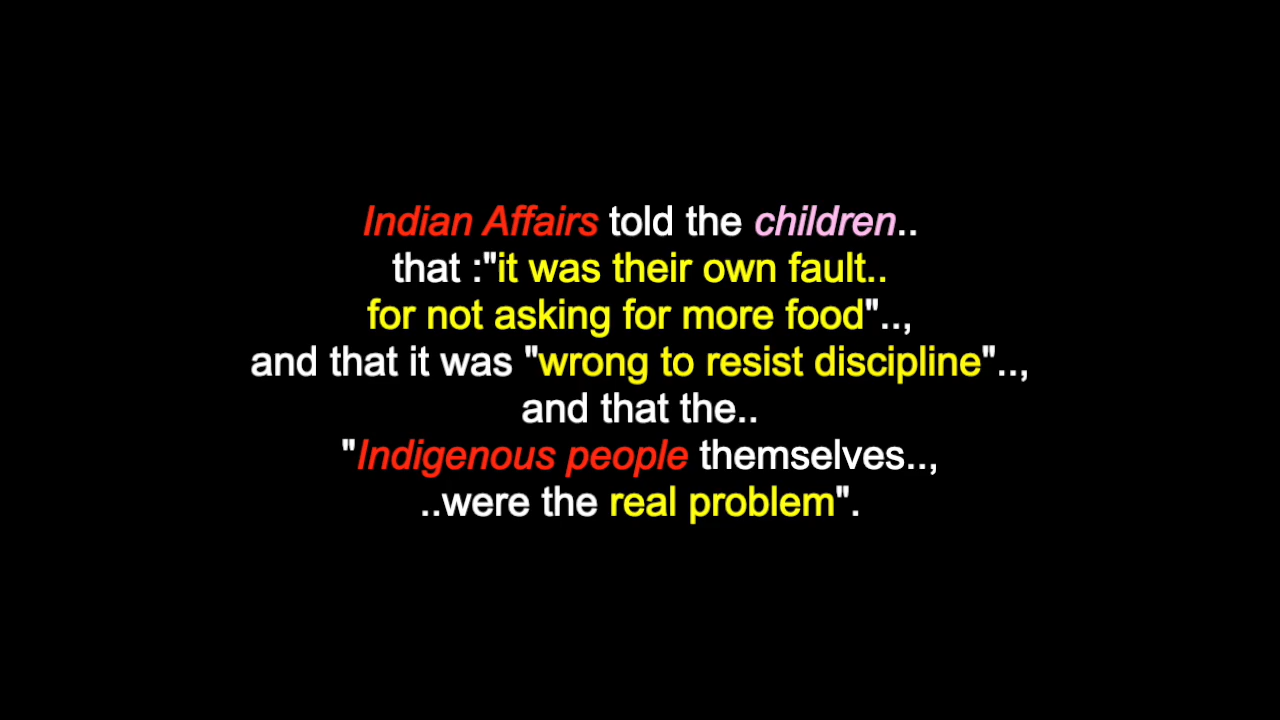 Indian Affairs told the children..
that :"it was their own fault..
for not asking for more food"..,
and that it was "wrong to resist discipline"..,
and that the..
"Indigenous people themselves..,
..were the real problem".